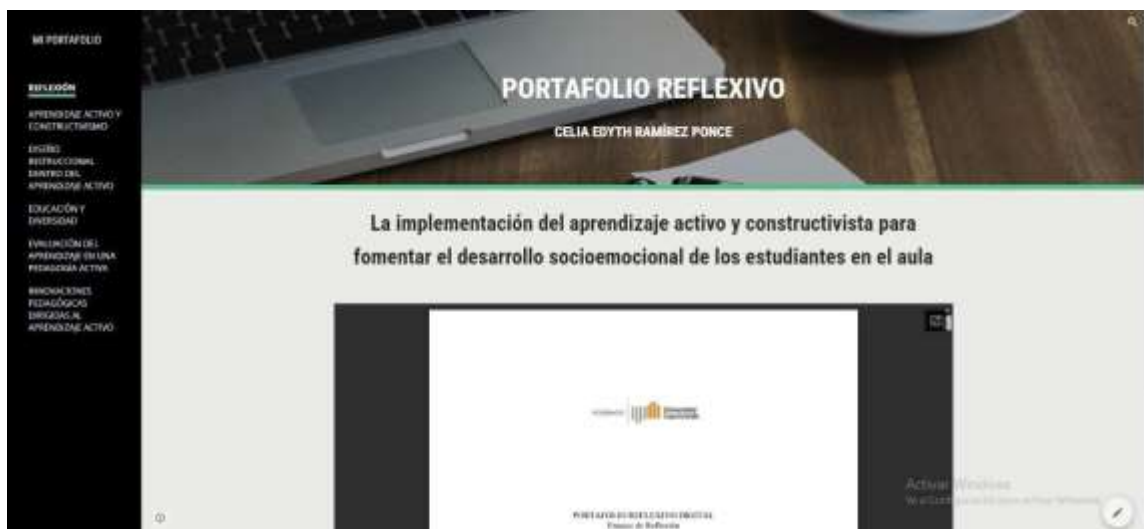 MI PORTAFOLIO
REFLEXIÓN
APRENDIZAJE ACTIVO Y
CONSTRUCTIVISMO
DISEÑO
INSTRUCCIONAL
DENTRO DEL
APRENDIZAJE ACTIVO
EDUCACIÓN Y
DIVERSIDAD
EVALUACIÓN DEL
APRENDIZAJE EN UNA
PEDAGOGÍA ACTIVA
INNOVACIONES
PEDAGÓGICAS
DIRIGIDAS AL
APRENDIZAJE ACTIVO
PORTAFOLIO REFLEXIVO
CELIA EDYTH RAMÍREZ PONCE
La implementación del aprendizaje activo y constructivista para
fomentar el desarrollo socioemocional de los estudiantes en el aula
PORTAFOLIO REFLEXIVO DIGITAL
Ensayo de Reflexión
Activar Windows